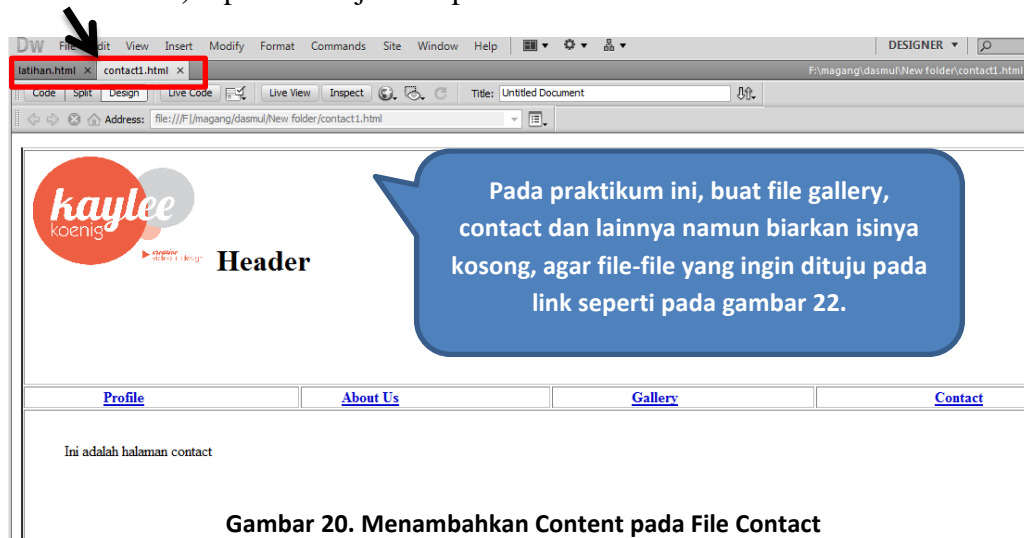 DW File Edit View Insert Modify Format Commands Site Window Help DESIGNER
latihan.html × contact1.html × F:\magang\dasmul\New folder\contact1.html
Code Split Design Live Code Live View Inspect Title: Untitled Document
Address: file:///F|/magang/dasmul/New folder/contact1.html
kaylee
koenig
Header
Pada praktikum ini, buat file gallery,
contact dan lainnya namun biarkan isinya
kosong, agar file-file yang ingin dituju pada
link seperti pada gambar 22.
Profile About Us Gallery Contact
Ini adalah halaman contact
Gambar 20. Menambahkan Content pada File Contact